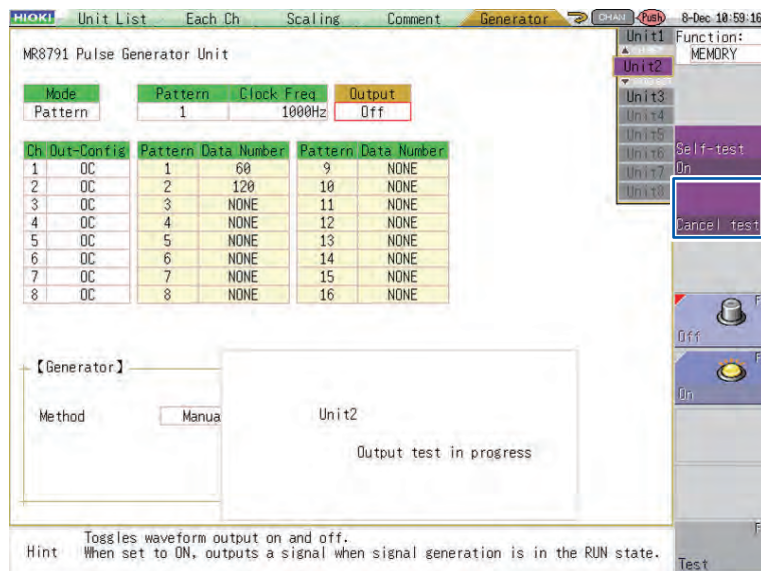 HIOKI Unit List Each Ch Scaling Comment Generator CHAN Push 8-Dec 10:59:16
Unit1 Function:
MEMORY
MR8791 Pulse Generator Unit
Unit2
Mode Pattern Clock Freq Output
Pattern 1 1000Hz Off
Unit3
Unit4
Unit5
Unit6
Unit7
Unit8
Self-test
On
Cancel test
Ch Out-Config Pattern Data Number Pattern Data Number
1 OC 1 60 9 NONE
2 OC 2 120 10 NONE
3 OC 3 NONE 11 NONE
4 OC 4 NONE 12 NONE
5 OC 5 NONE 13 NONE
6 OC 6 NONE 14 NONE
7 OC 7 NONE 15 NONE
8 OC 8 NONE 16 NONE
F
Off
F
On
【Generator】
Method Manua
Unit2
Output test in progress
Toggles waveform output on and off.
Hint When set to ON, outputs a signal when signal generation is in the RUN state.
F
Test